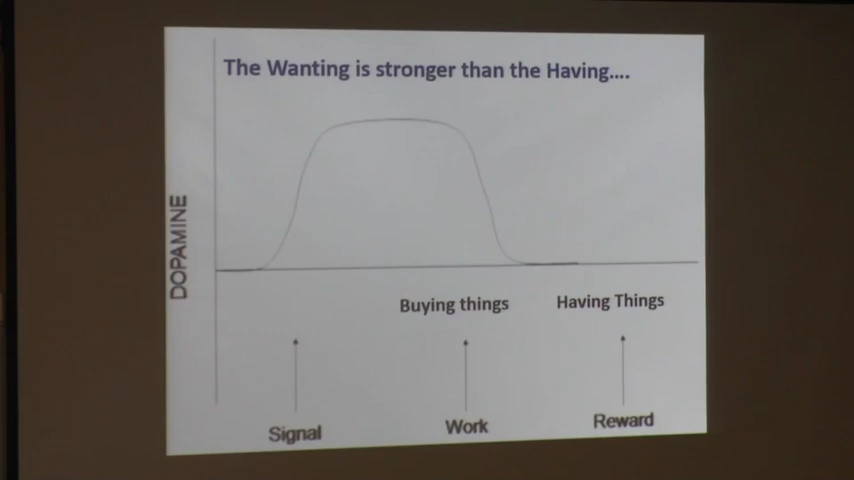 The Wanting is stronger than the Having....
DOPAMINE
Buying things
Having Things
Signal
Work
Reward